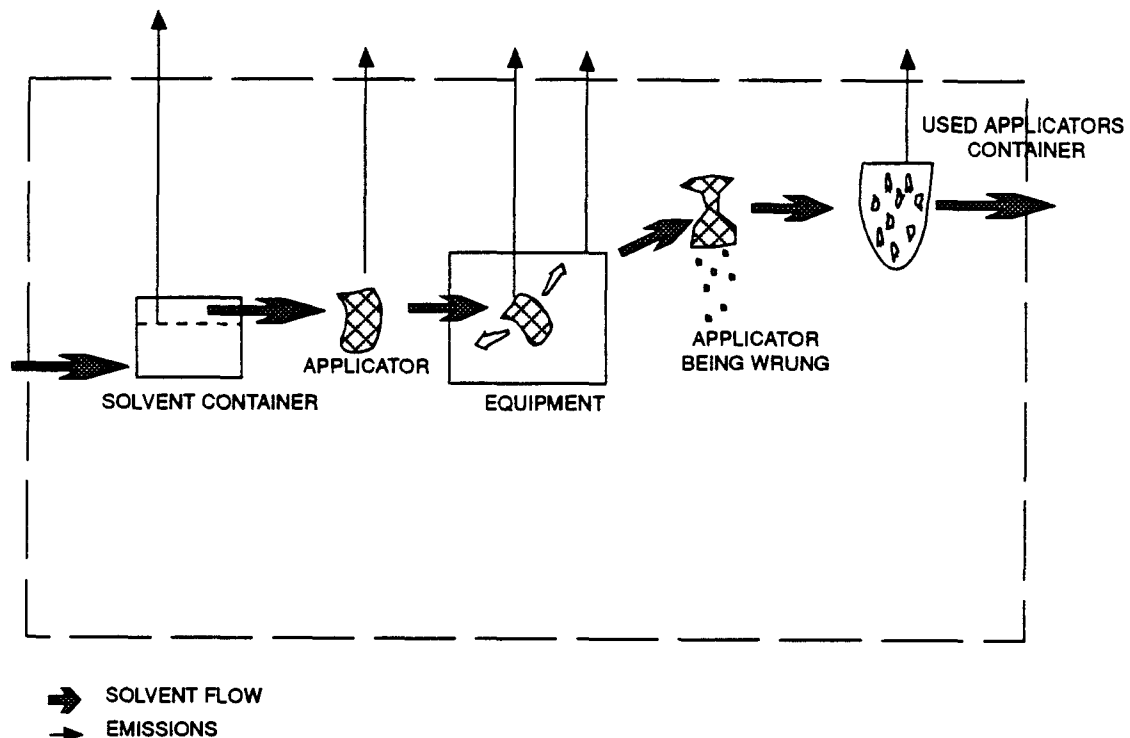 USED APPLICATORS
CONTAINER
APPLICATOR
BEING WRUNG
APPLICATOR
SOLVENT CONTAINER
EQUIPMENT
SOLVENT FLOW
EMISSIONS